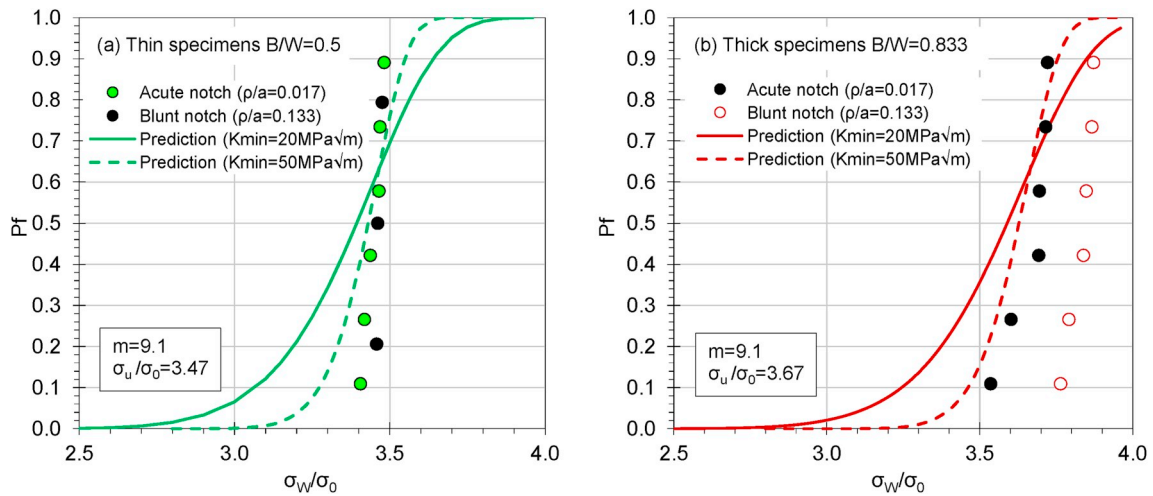 (a) Thin specimens B/W=0.5
Acute notch (ρ/a=0.017)
Blunt notch (ρ/a=0.133)
Prediction (Kmin=20MPa√m)
Prediction (Kmin=50MPa√m)
m=9.1
σu/σ0=3.47
Pf
1.0
0.9
0.8
0.7
0.6
0.5
0.4
0.3
0.2
0.1
0.0
2.5 3.0 3.5 4.0
σW/σ0
(b) Thick specimens B/W=0.833
Acute notch (ρ/a=0.017)
Blunt notch (ρ/a=0.133)
Prediction (Kmin=20MPa√m)
Prediction (Kmin=50MPa√m)
m=9.1
σu/σ0=3.67
Pf
1.0
0.9
0.8
0.7
0.6
0.5
0.4
0.3
0.2
0.1
0.0
2.5 3.0 3.5 4.0
σW/σ0